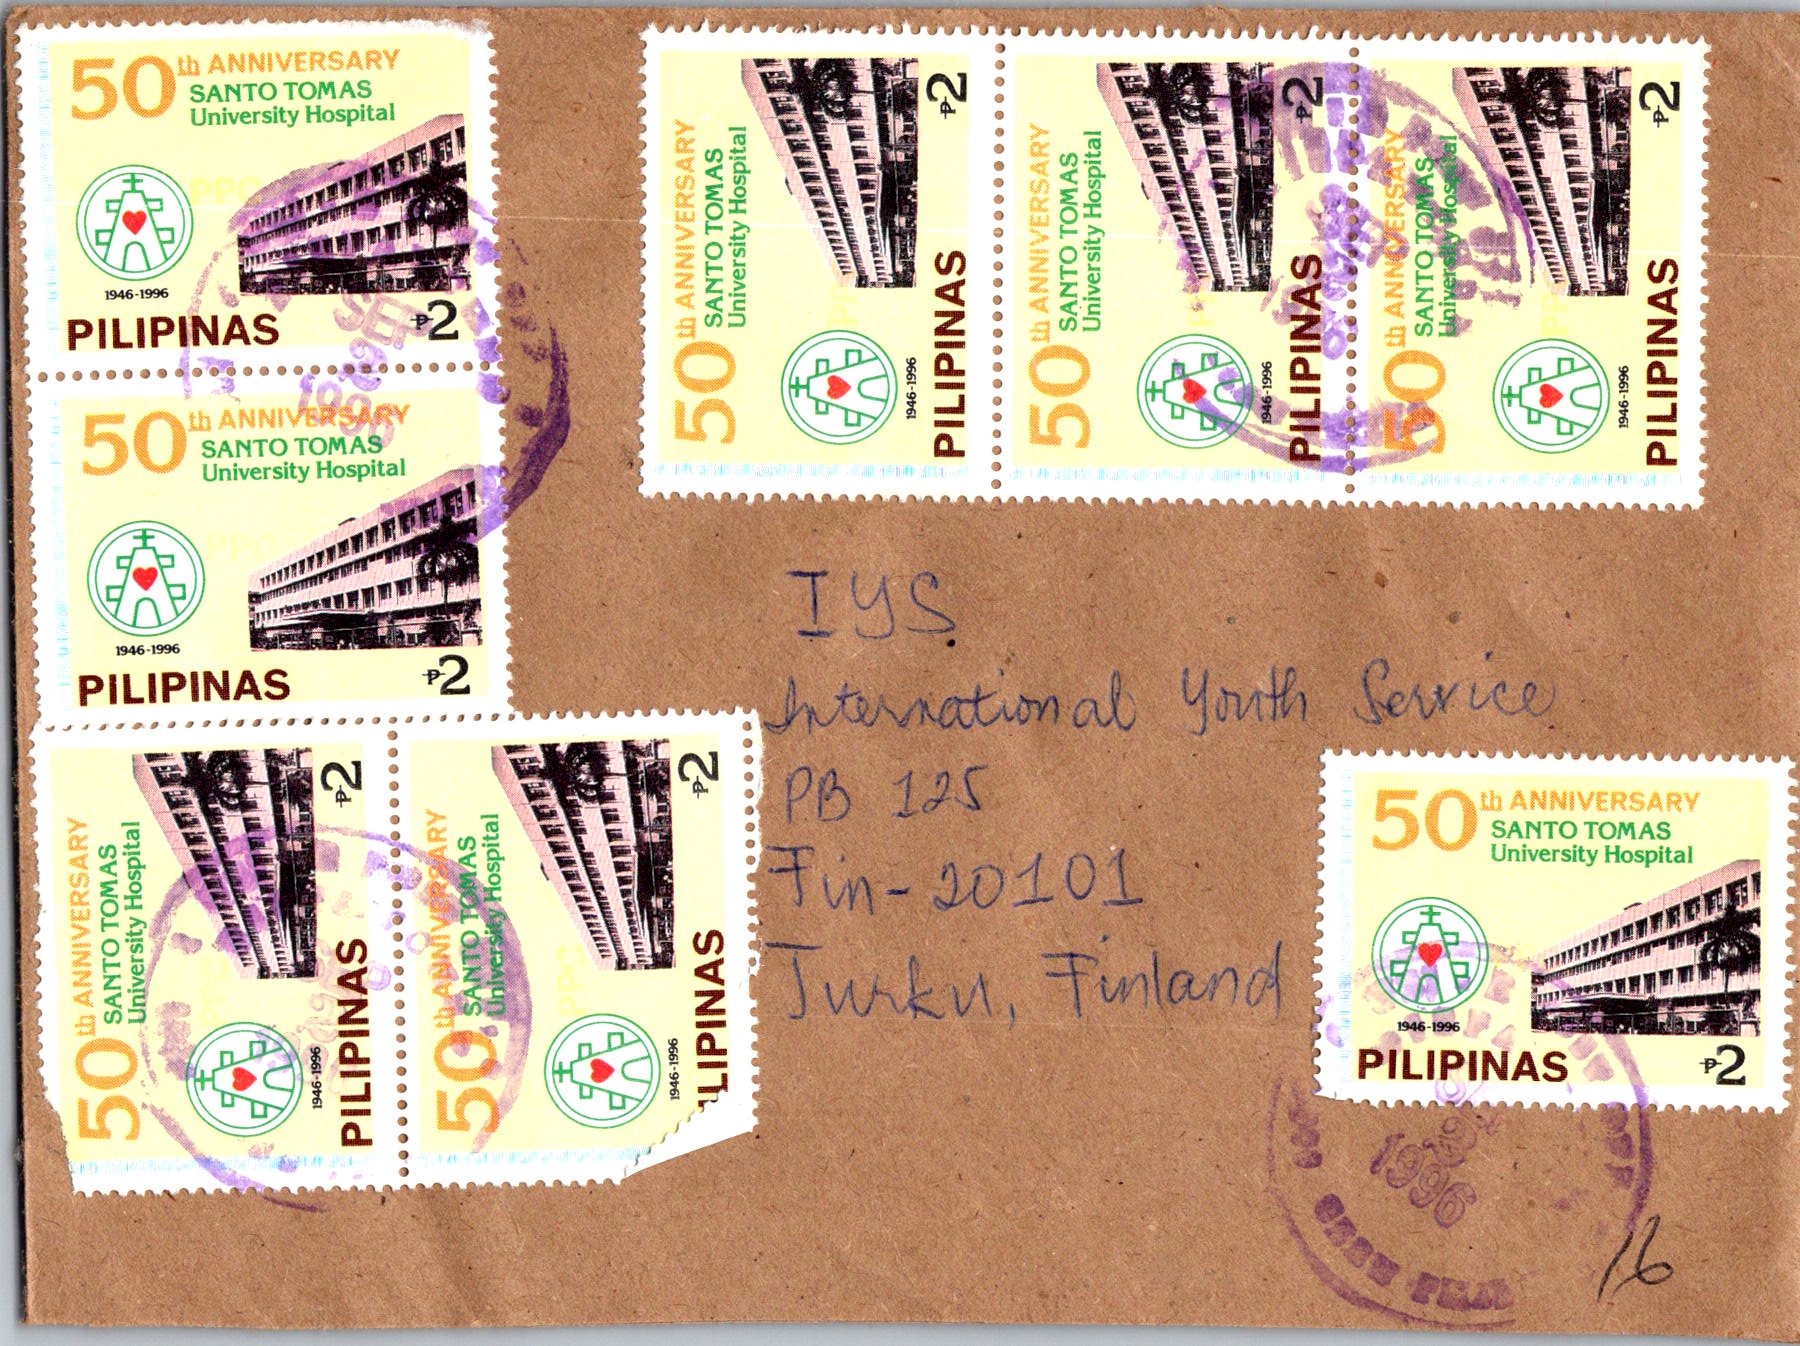 50th ANNIVERSARY
SANTO TOMAS
University Hospital
1946-1996
PILIPINAS
₱2
50th ANNIVERSARY
SANTO TOMAS
University Hospital
1946-1996
PILIPINAS
₱2
50th ANNIVERSARY
SANTO TOMAS
University Hospital
1946-1996
PILIPINAS
₱2
50th ANNIVERSARY
SANTO TOMAS
University Hospital
1946-1996
PILIPINAS
₱2
50th ANNIVERSARY
SANTO TOMAS
University Hospital
1946-1996
PILIPINAS
₱2
SEP
1996
IYS
International Youth Service
PB 125
Fin-20101
Turku, Finland
50th ANNIVERSARY
SANTO TOMAS
University Hospital
1946-1996
PILIPINAS
₱2
50th ANNIVERSARY
SANTO TOMAS
University Hospital
1946-1996
LIPINAS
₱2
50th ANNIVERSARY
SANTO TOMAS
University Hospital
1946-1996
PILIPINAS
₱2
1996
16